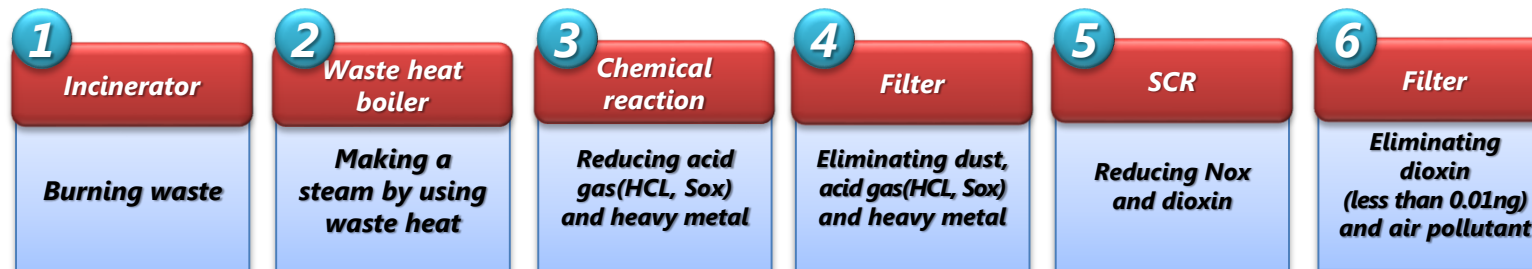 1
Incinerator
Burning waste
2
Waste heat
boiler
Making a
steam by using
waste heat
3
Chemical
reaction
Reducing acid
gas(HCL, Sox)
and heavy metal
4
Filter
Eliminating dust,
acid gas(HCL, Sox)
and heavy metal
5
SCR
Reducing Nox
and dioxin
6
Filter
Eliminating
dioxin
(less than 0.01ng)
and air pollutant